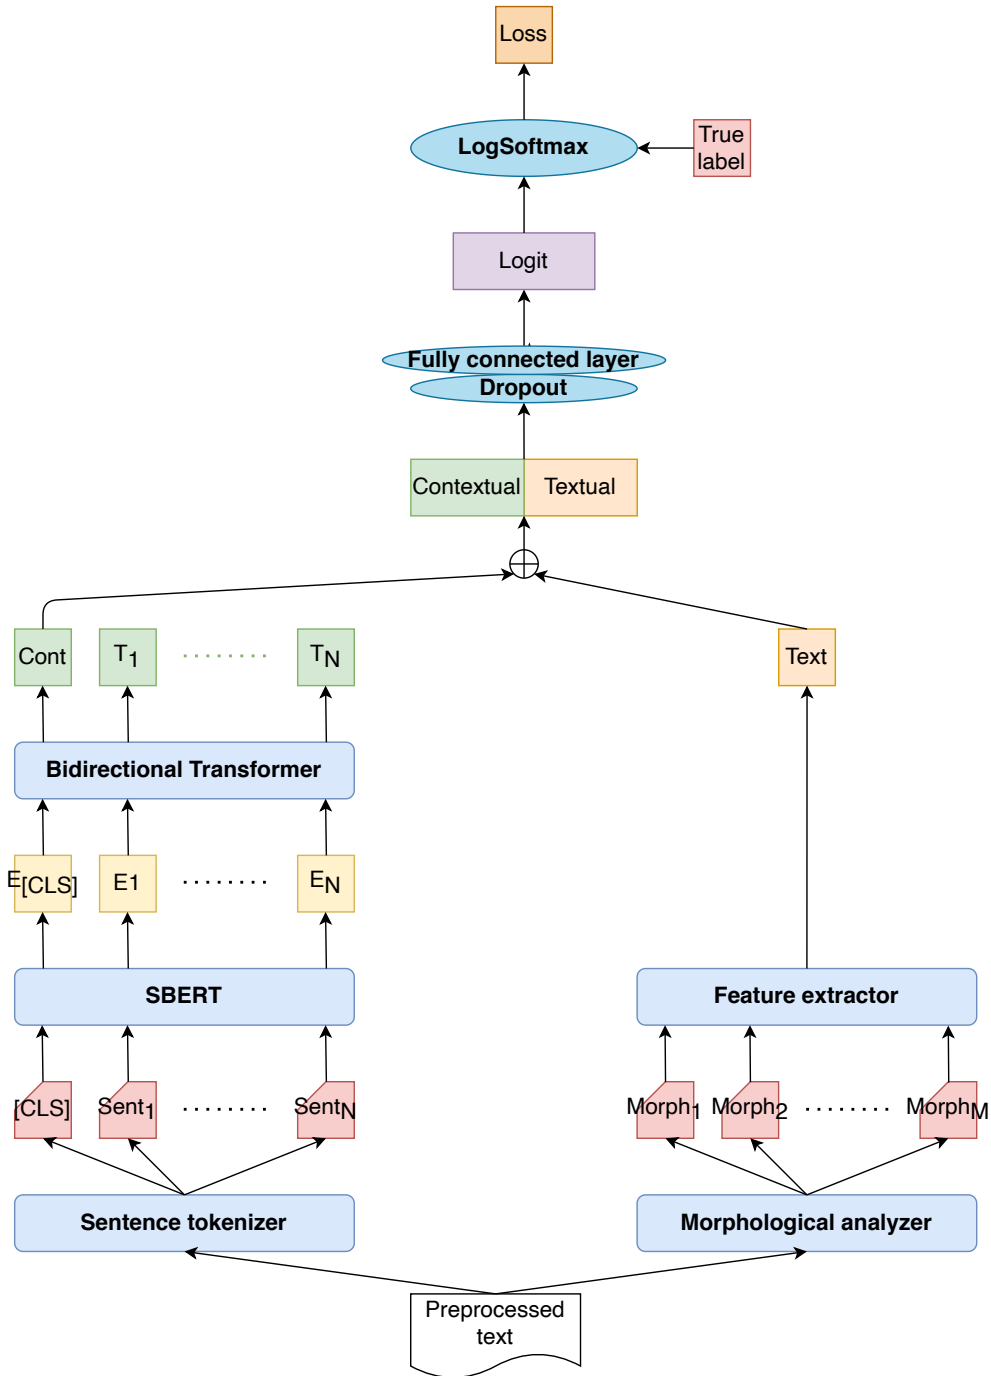 Loss
LogSoftmax
True
label
Logit
Fully connected layer
Dropout
Contextual Textual
Cont T1 ........ TN Text
Bidirectional Transformer
E[CLS] E1 ........ EN
SBERT Feature extractor
[CLS] Sent1 ........ SentN Morph1 Morph2 ........ MorphM
Sentence tokenizer Morphological analyzer
Preprocessed
text